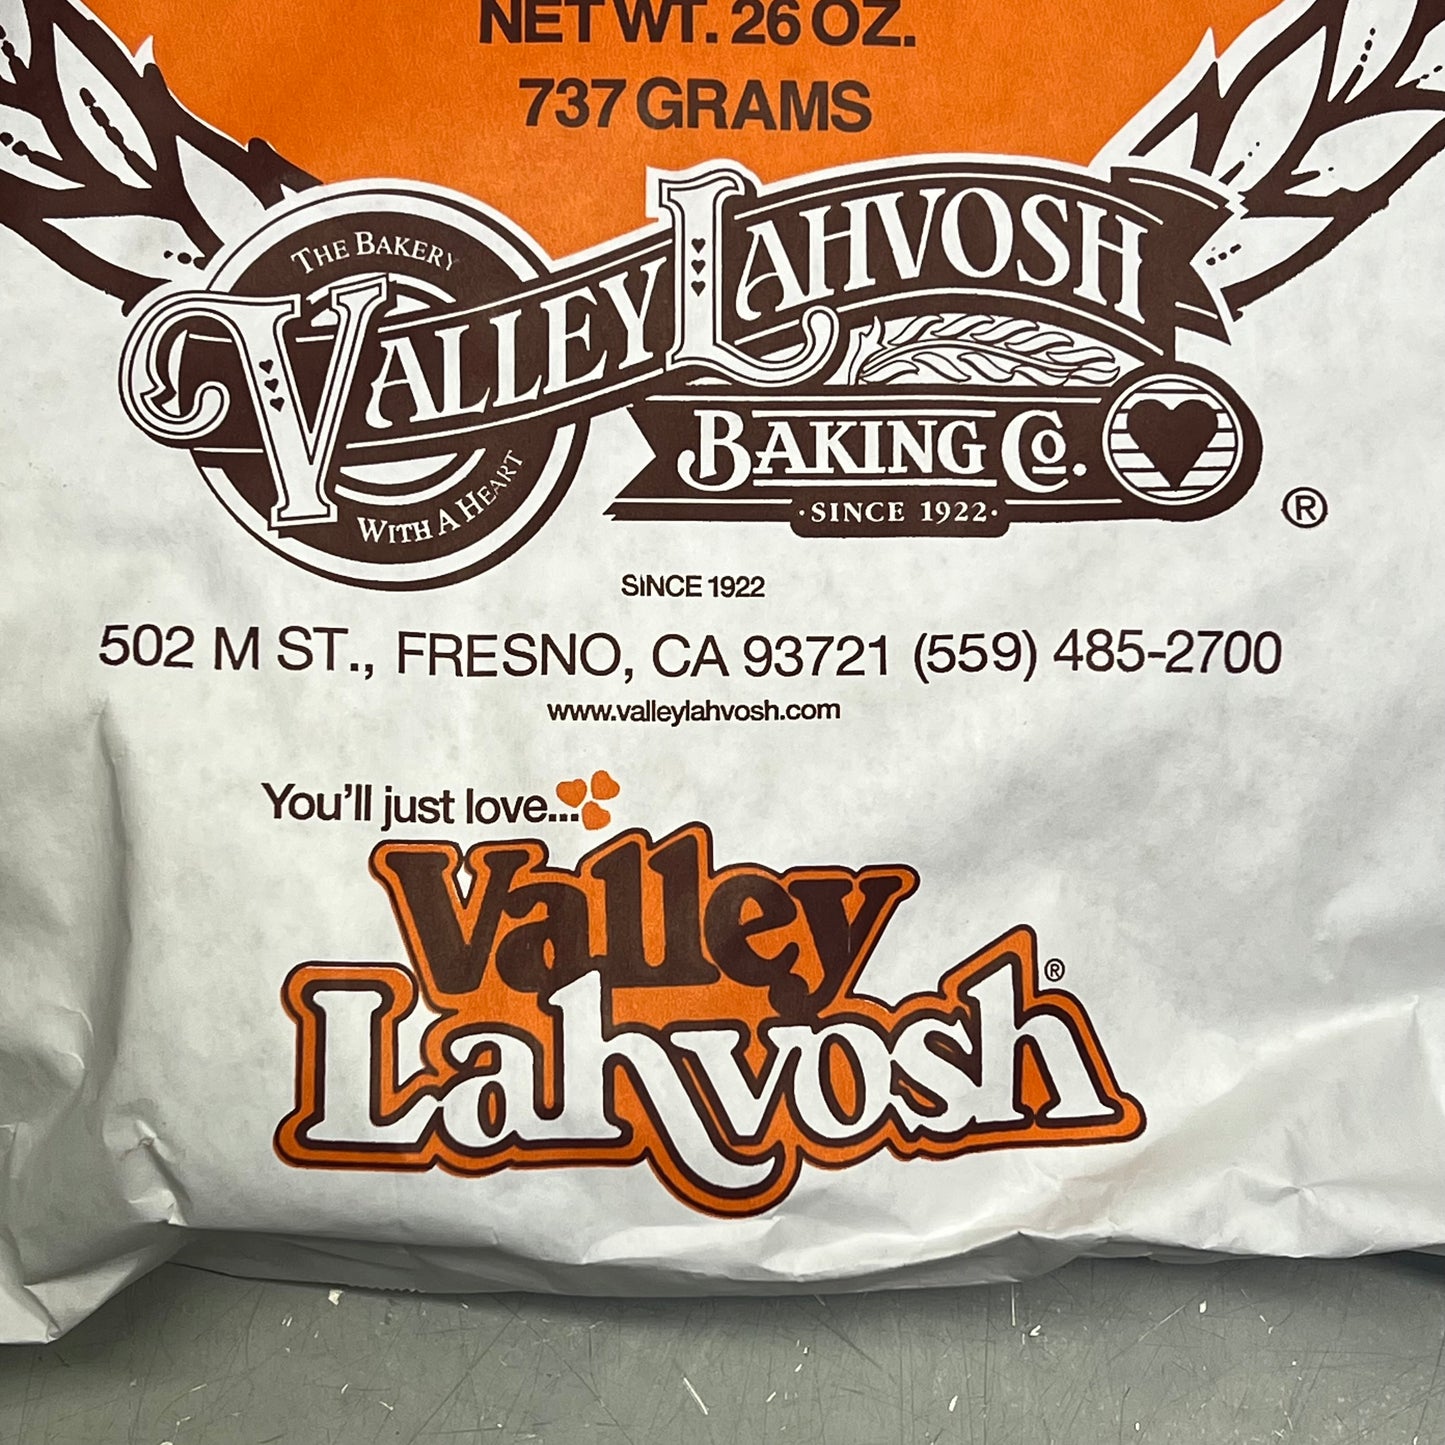 NET WT. 26 OZ.
737 GRAMS
THE BAKERY
VALLEY LAHVOSH
BAKING CO.
WITH A HEART
·SINCE 1922·
®
SINCE 1922
502 M ST., FRESNO, CA 93721 (559) 485-2700
www.valleylahvosh.com
You'll just love...
Valley
Lahvosh®